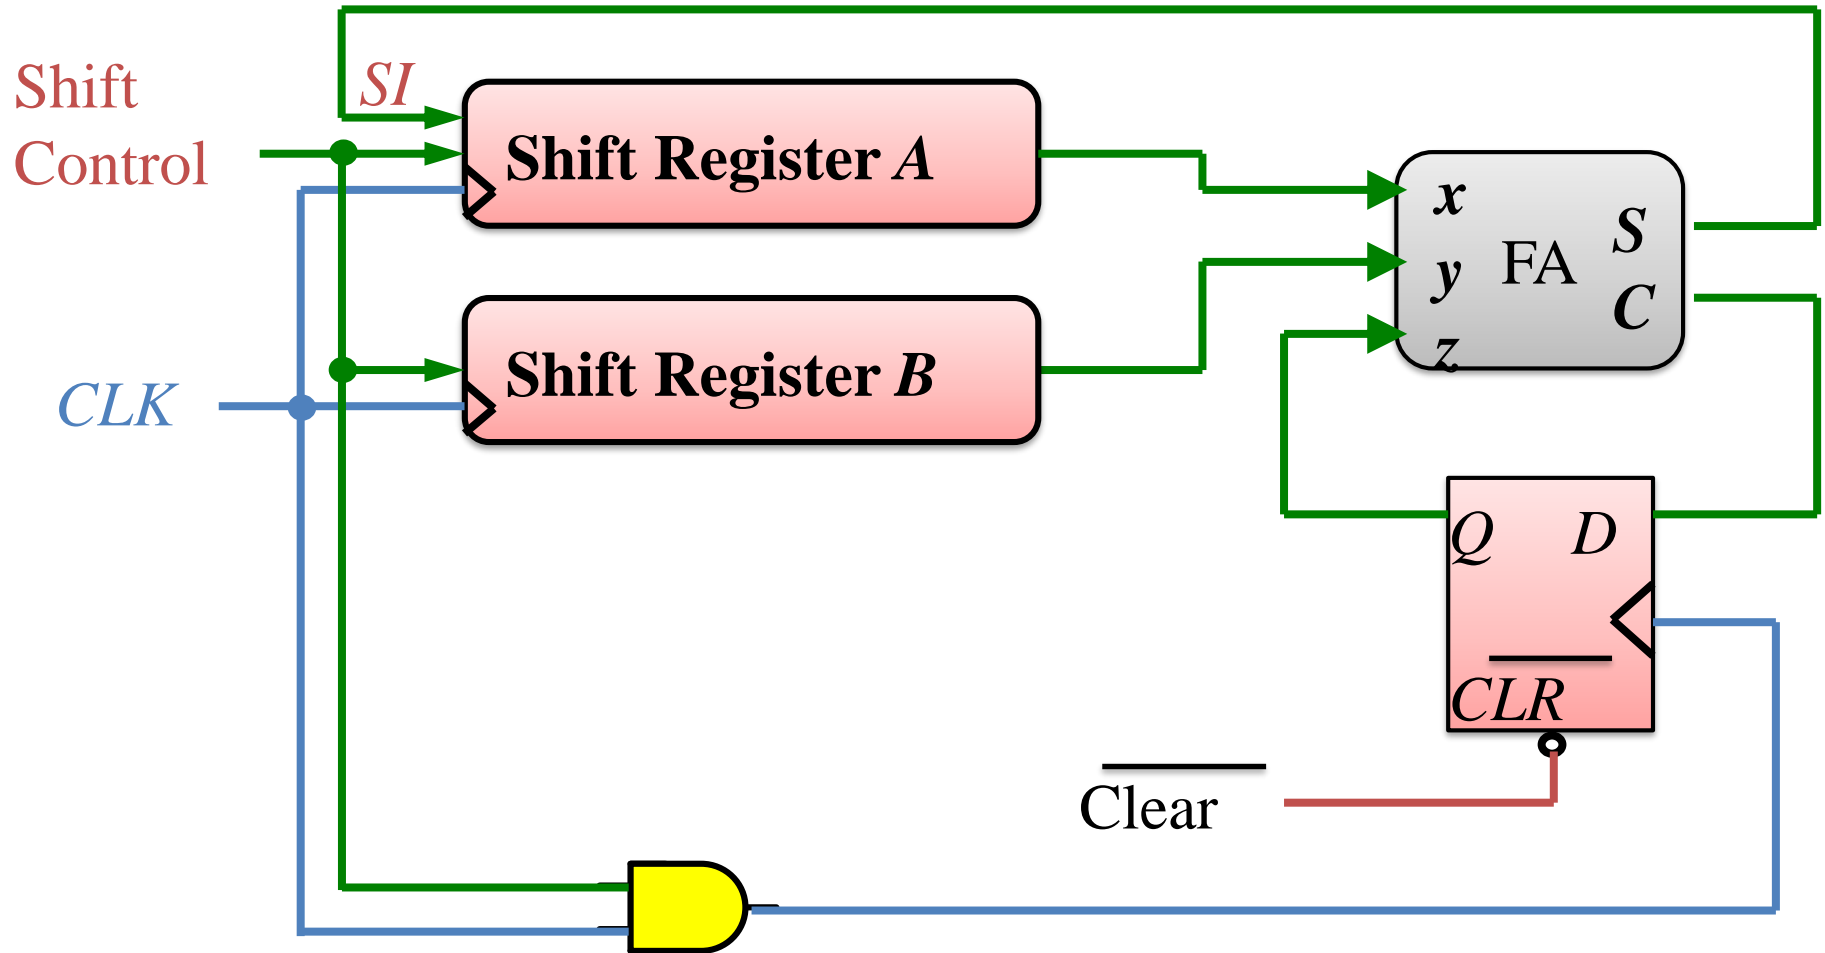 Shift
Control
SI
Shift Register A
x
y
z
FA
S
C
CLK
Shift Register B
Q
D
CLR
Clear